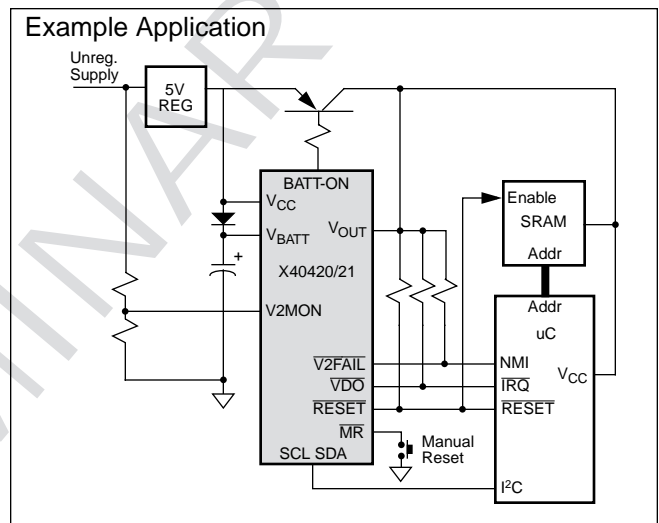 Example Application
Unreg.
Supply
5V
REG
BATT-ON
VCC
VBATT
VOUT
X40420/21
V2MON
V2FAIL
VDO
RESET
MR
SCL SDA
Manual
Reset
Enable
SRAM
Addr
Addr
uC
NMI
IRQ
RESET
VCC
I²C
+
MINAR